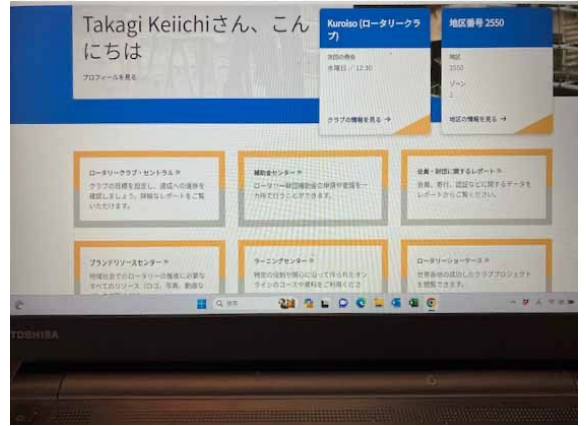 Takagi Keiichiさん、こん
にちは
プロフィールを見る
Kuroiso (ロータリークラ
ブ)
次回の例会
水曜日 / 12:30
クラブの情報を見る →
地区番号 2550
地区
2550
ゾーン
1
地区の情報を見る →
ロータリークラブ・セントラル »
クラブの目標を設定し、達成への進捗を
確認しましょう。詳細なレポートをご覧
いただけます。
補助金センター »
ロータリー財団補助金の申請や管理を一
か所で行うことができます。
会員・財団に関するレポート »
会員、寄付、認証などに関するデータを
レポートからご覧ください。
ブランドリソースセンター »
地域社会でのロータリーの推進に必要な
すべてのリソース（ロゴ、写真、動画な
ラーニングセンター »
特定の役割や関心に沿って作られたオン
ラインのコースや資料をご利用くださ
ロータリーショーケース »
世界各地の成功したクラブプロジェクト
を閲覧できます。
検索
TOSHIBA